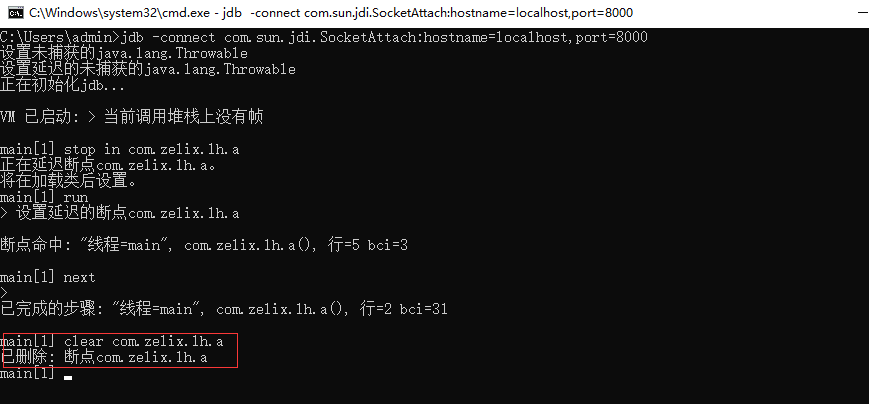 C:\Windows\system32\cmd.exe - jdb -connect com.sun.jdi.SocketAttach:hostname=localhost,port=8000
C:\Users\admin>jdb -connect com.sun.jdi.SocketAttach:hostname=localhost,port=8000
设置未捕获的java.lang.Throwable
设置延迟的未捕获的java.lang.Throwable
正在初始化jdb...
VM 已启动: > 当前调用堆栈上没有帧
main[1] stop in com.zelix.lh.a
正在延迟断点com.zelix.lh.a。
将在加载类后设置。
main[1] run
> 设置延迟的断点com.zelix.lh.a
断点命中: "线程=main", com.zelix.lh.a(), 行=5 bci=3
main[1] next
>
已完成的步骤: "线程=main", com.zelix.lh.a(), 行=2 bci=31
main[1] clear com.zelix.lh.a
已删除: 断点com.zelix.lh.a
main[1]